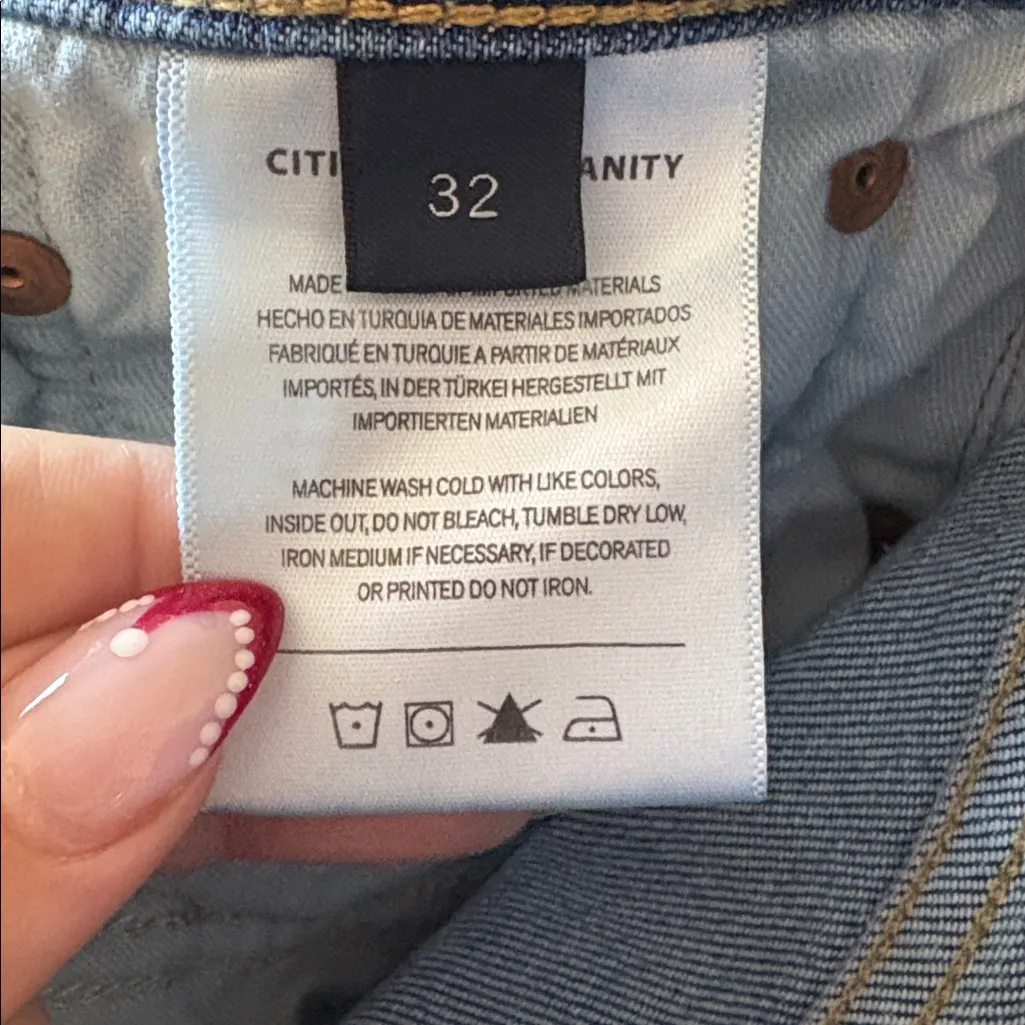 CITI ANITY
32
MADE IMPORTED MATERIALS
HECHO EN TURQUIA DE MATERIALES IMPORTADOS
FABRIQUÉ EN TURQUIE A PARTIR DE MATÉRIAUX
IMPORTÉS, IN DER TÜRKEI HERGESTELLT MIT
IMPORTIERTEN MATERIALIEN
MACHINE WASH COLD WITH LIKE COLORS,
INSIDE OUT, DO NOT BLEACH, TUMBLE DRY LOW,
IRON MEDIUM IF NECESSARY, IF DECORATED
OR PRINTED DO NOT IRON.